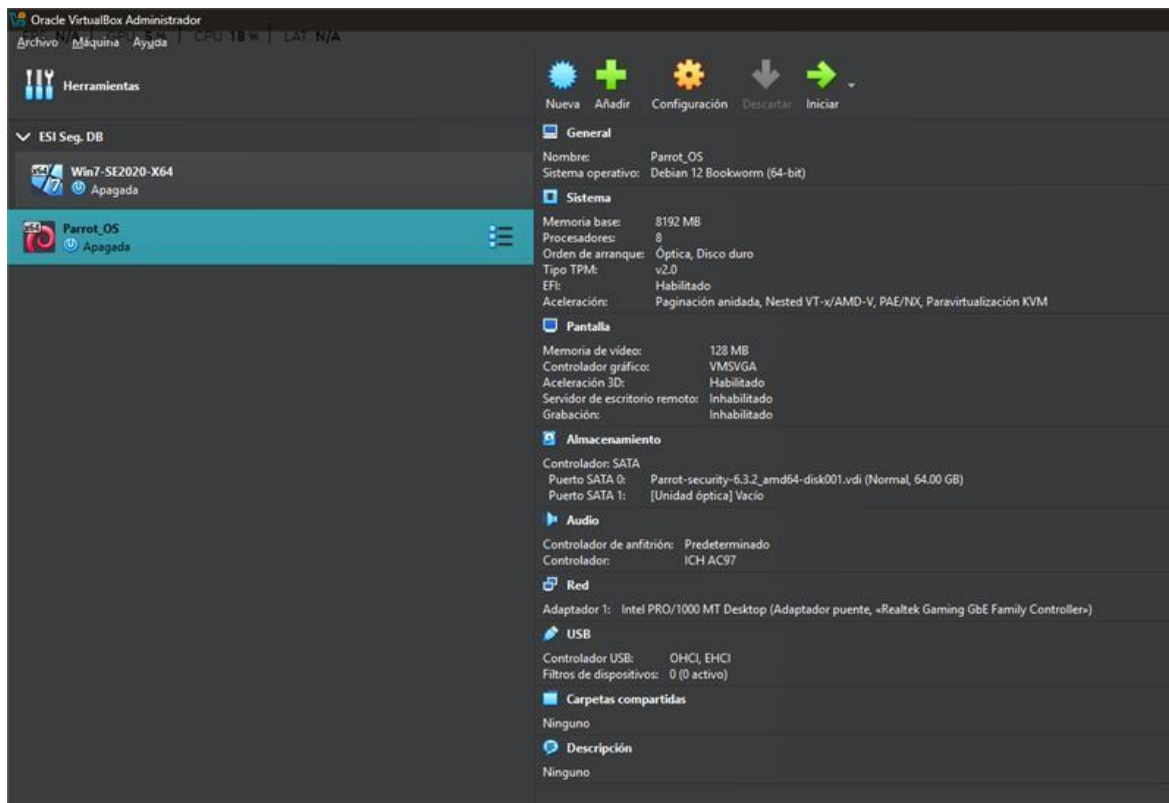 Oracle VirtualBox Administrador
GPU 5 % | CPU 18 % | LAT N/A
Archivo Máquina Ayuda
Herramientas
Nueva Añadir Configuración Descartar Iniciar
ESI Seg. DB
Win7-SE2020-X64
Apagada
Parrot_OS
Apagada
General
Nombre: Parrot_OS
Sistema operativo: Debian 12 Bookworm (64-bit)
Sistema
Memoria base: 8192 MB
Procesadores: 8
Orden de arranque: Óptica, Disco duro
Tipo TPM: v2.0
EFI: Habilitado
Aceleración: Paginación anidada, Nested VT-x/AMD-V, PAE/NX, Paravirtualización KVM
Pantalla
Memoria de vídeo: 128 MB
Controlador gráfico: VMSVGA
Aceleración 3D: Habilitado
Servidor de escritorio remoto: Inhabilitado
Grabación: Inhabilitado
Almacenamiento
Controlador: SATA
Puerto SATA 0: Parrot-security-6.3.2_amd64-disk001.vdi (Normal, 64.00 GB)
Puerto SATA 1: [Unidad óptica] Vacío
Audio
Controlador de anfitrión: Predeterminado
Controlador: ICH AC97
Red
Adaptador 1: Intel PRO/1000 MT Desktop (Adaptador puente, «Realtek Gaming GbE Family Controller»)
USB
Controlador USB: OHCI, EHCI
Filtros de dispositivos: 0 (0 activo)
Carpetas compartidas
Ninguno
Descripción
Ninguno